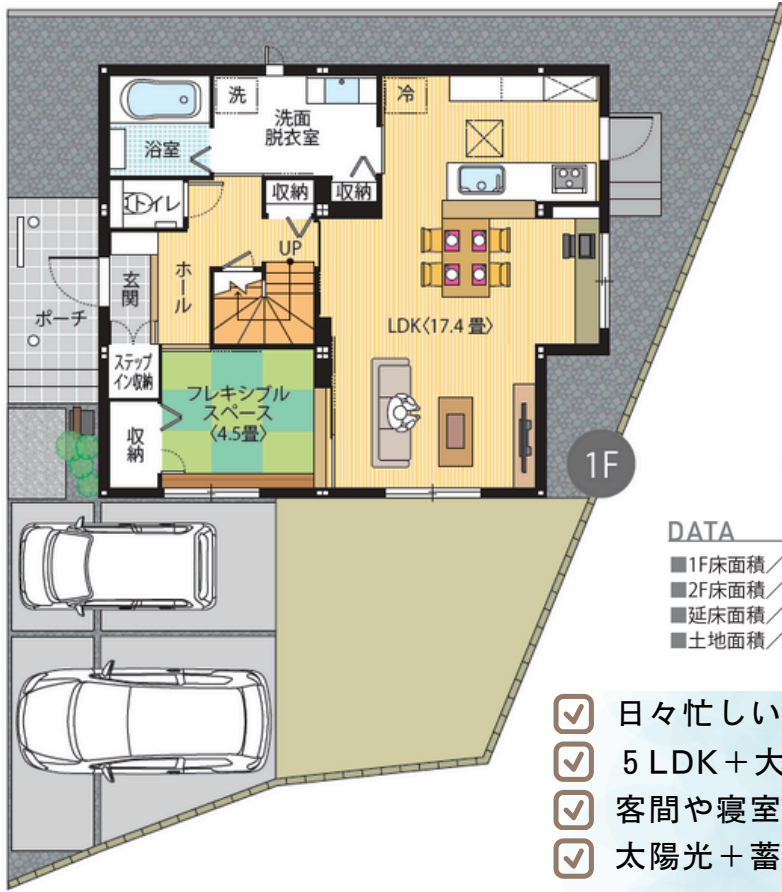 洗
洗面
脱衣室
冷
浴室
トイレ
収納
収納
UP
ホール
玄関
ポーチ
LDK〈17.4 畳〉
ステップ
イン収納
フレキシブル
スペース
〈4.5畳〉
収納
1F
DATA
■1F床面積／
■2F床面積／
■延床面積／
■土地面積／
日々忙しい
５LDK＋大
客間や寝室
太陽光＋蓄